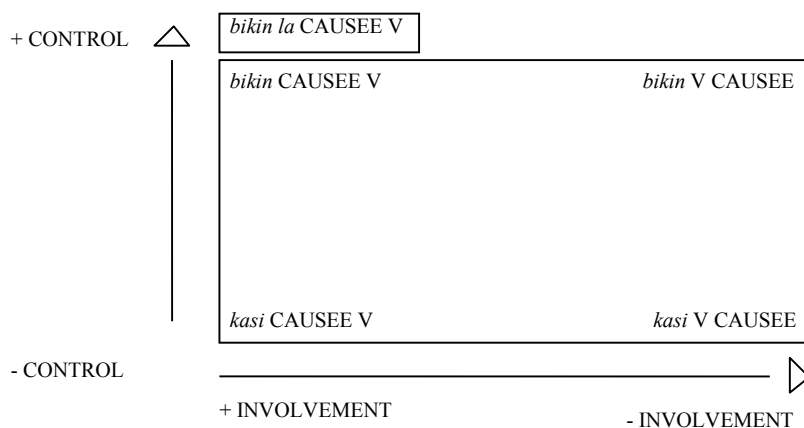 bikin la CAUSEE V
+ CONTROL
bikin CAUSEE V bikin V CAUSEE
kasi CAUSEE V kasi V CAUSEE
- CONTROL
+ INVOLVEMENT - INVOLVEMENT